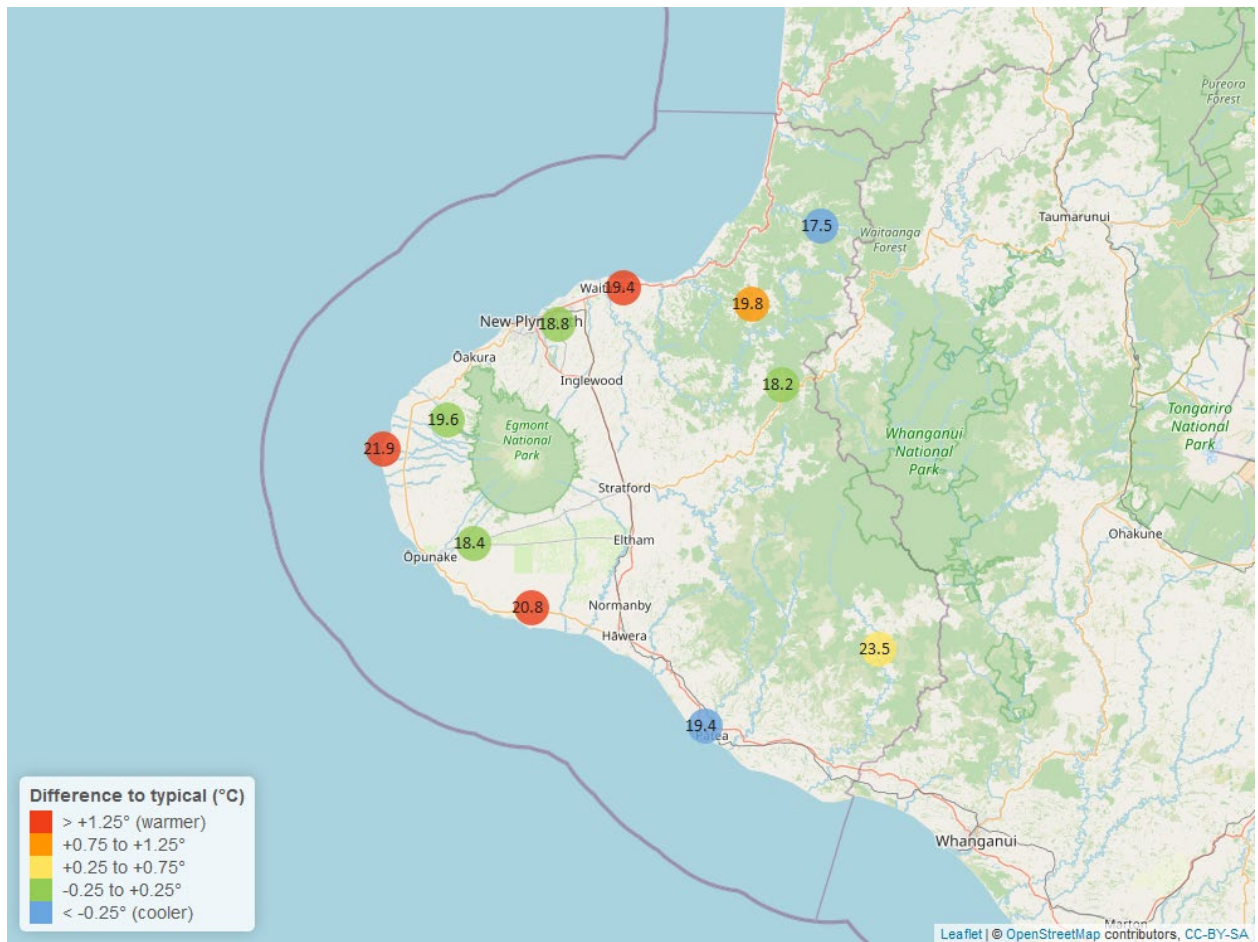 Pureora
Forest
Taumarunui
17.5
Waitaanga
Forest
19.4
19.8
New Plymouth
18.8
Ōakura
Inglewood
18.2
19.6
Egmont
National
Park
Tongariro
National
Park
Whanganui
National
Park
21.9
Stratford
Ohakune
18.4
Eltham
Ōpunake
20.8
Normanby
Hāwera
23.5
19.4
Patea
Difference to typical (°C)
> +1.25° (warmer)
+0.75 to +1.25°
+0.25 to +0.75°
-0.25 to +0.25°
< -0.25° (cooler)
Whanganui
Marton
Leaflet | © OpenStreetMap contributors, CC-BY-SA